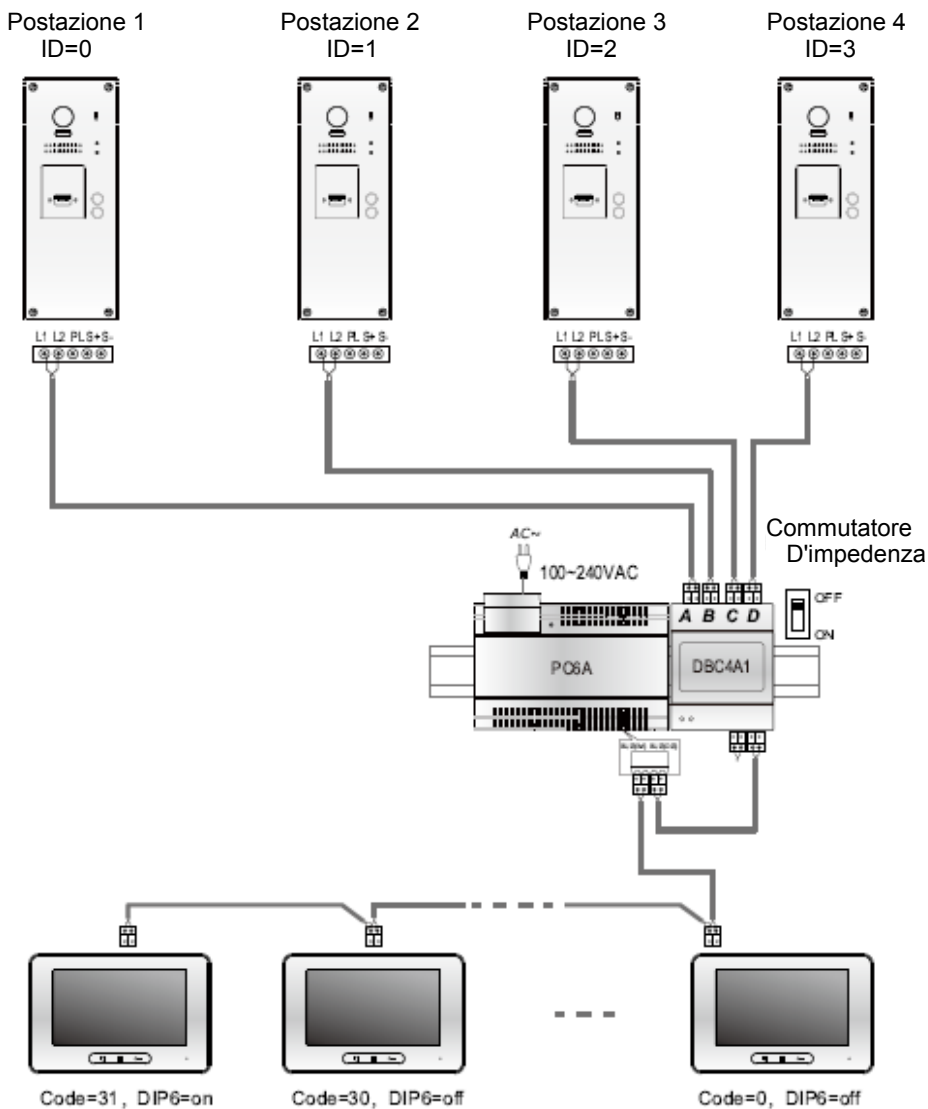 Postazione 1
ID=0
Postazione 2
ID=1
Postazione 3
ID=2
Postazione 4
ID=3
L1 L2 PL S+ S-
L1 L2 PL S+ S-
L1 L2 PL S+ S-
L1 L2 PL S+ S-
Commutatore
D'impedenza
AC~
100~240VAC
OFF
ON
A B C D
PC6A
DBC4A1
Code=31, DIP6=on
Code=30, DIP6=off
Code=0, DIP6=off